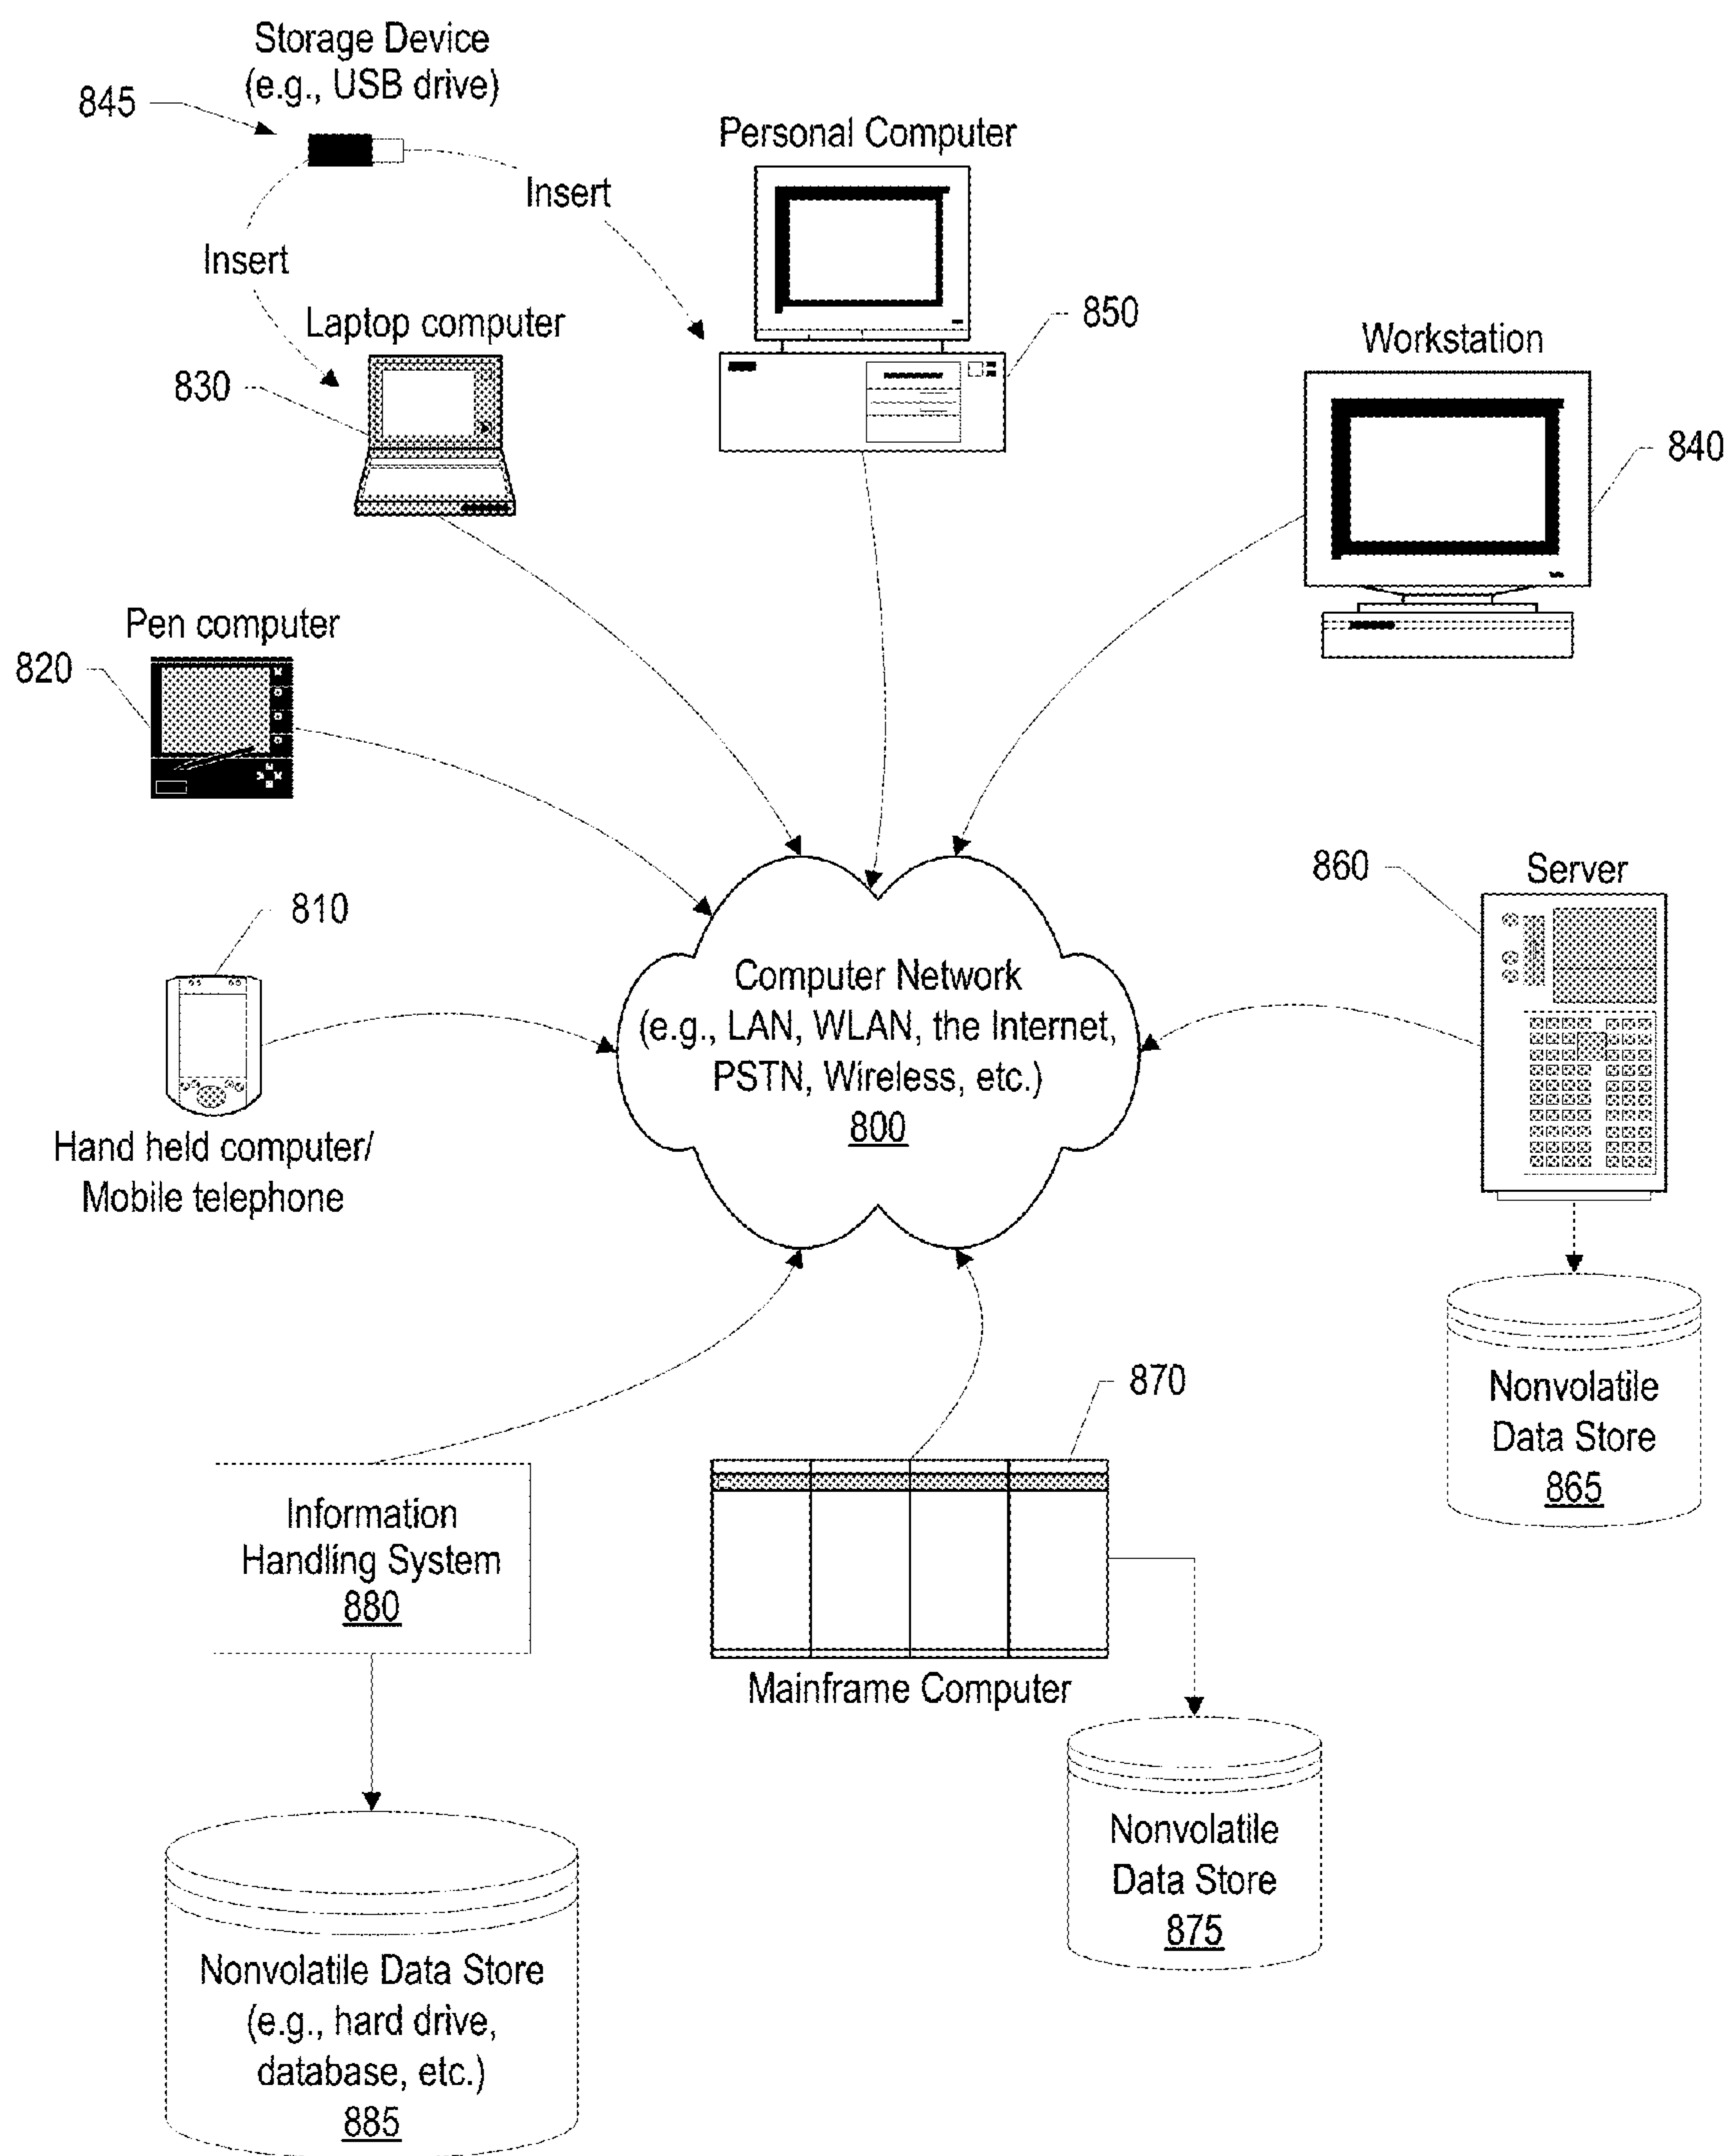 Storage Device
(e.g., USB drive)
845
Insert
Insert
Personal Computer
850
Laptop computer
830
Workstation
840
Pen computer
820
810
Hand held computer/
Mobile telephone
Computer Network
(e.g., LAN, WLAN, the Internet,
PSTN, Wireless, etc.)
800
860
Server
Nonvolatile
Data Store
865
870
Mainframe Computer
Nonvolatile
Data Store
875
Information
Handling System
880
Nonvolatile Data Store
(e.g., hard drive,
database, etc.)
885